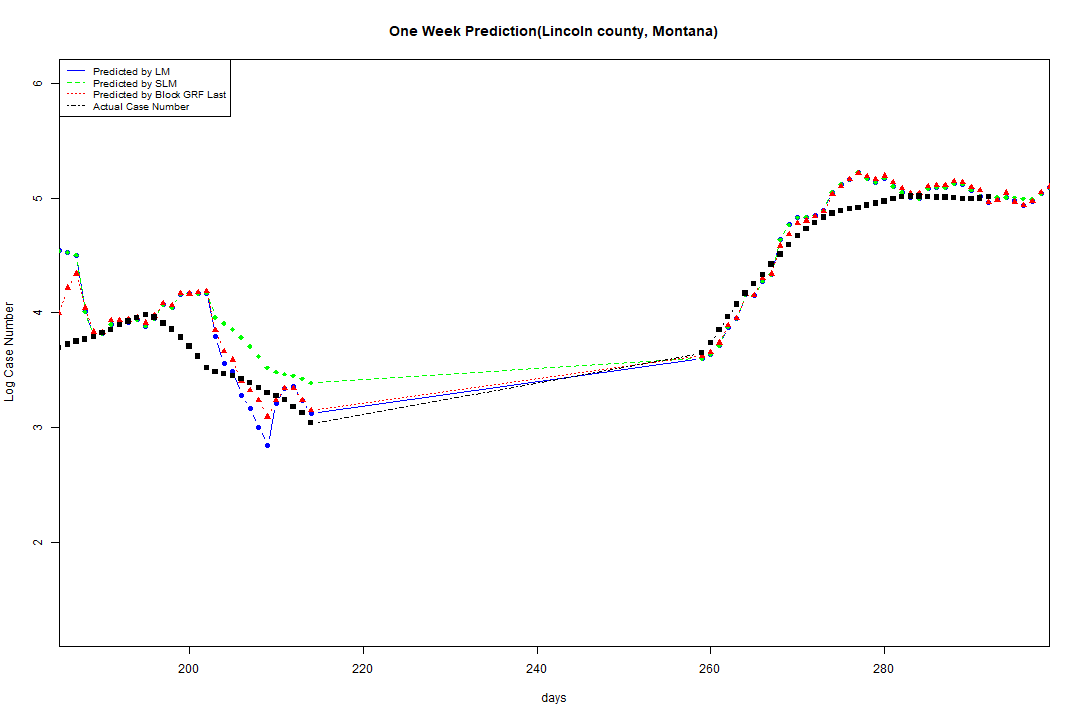 One Week Prediction(Lincoln county, Montana)
Predicted by LM
Predicted by SLM
Predicted by Block GRF Last
Actual Case Number
Log Case Number
6
5
4
3
2
200 220 240 260 280
days